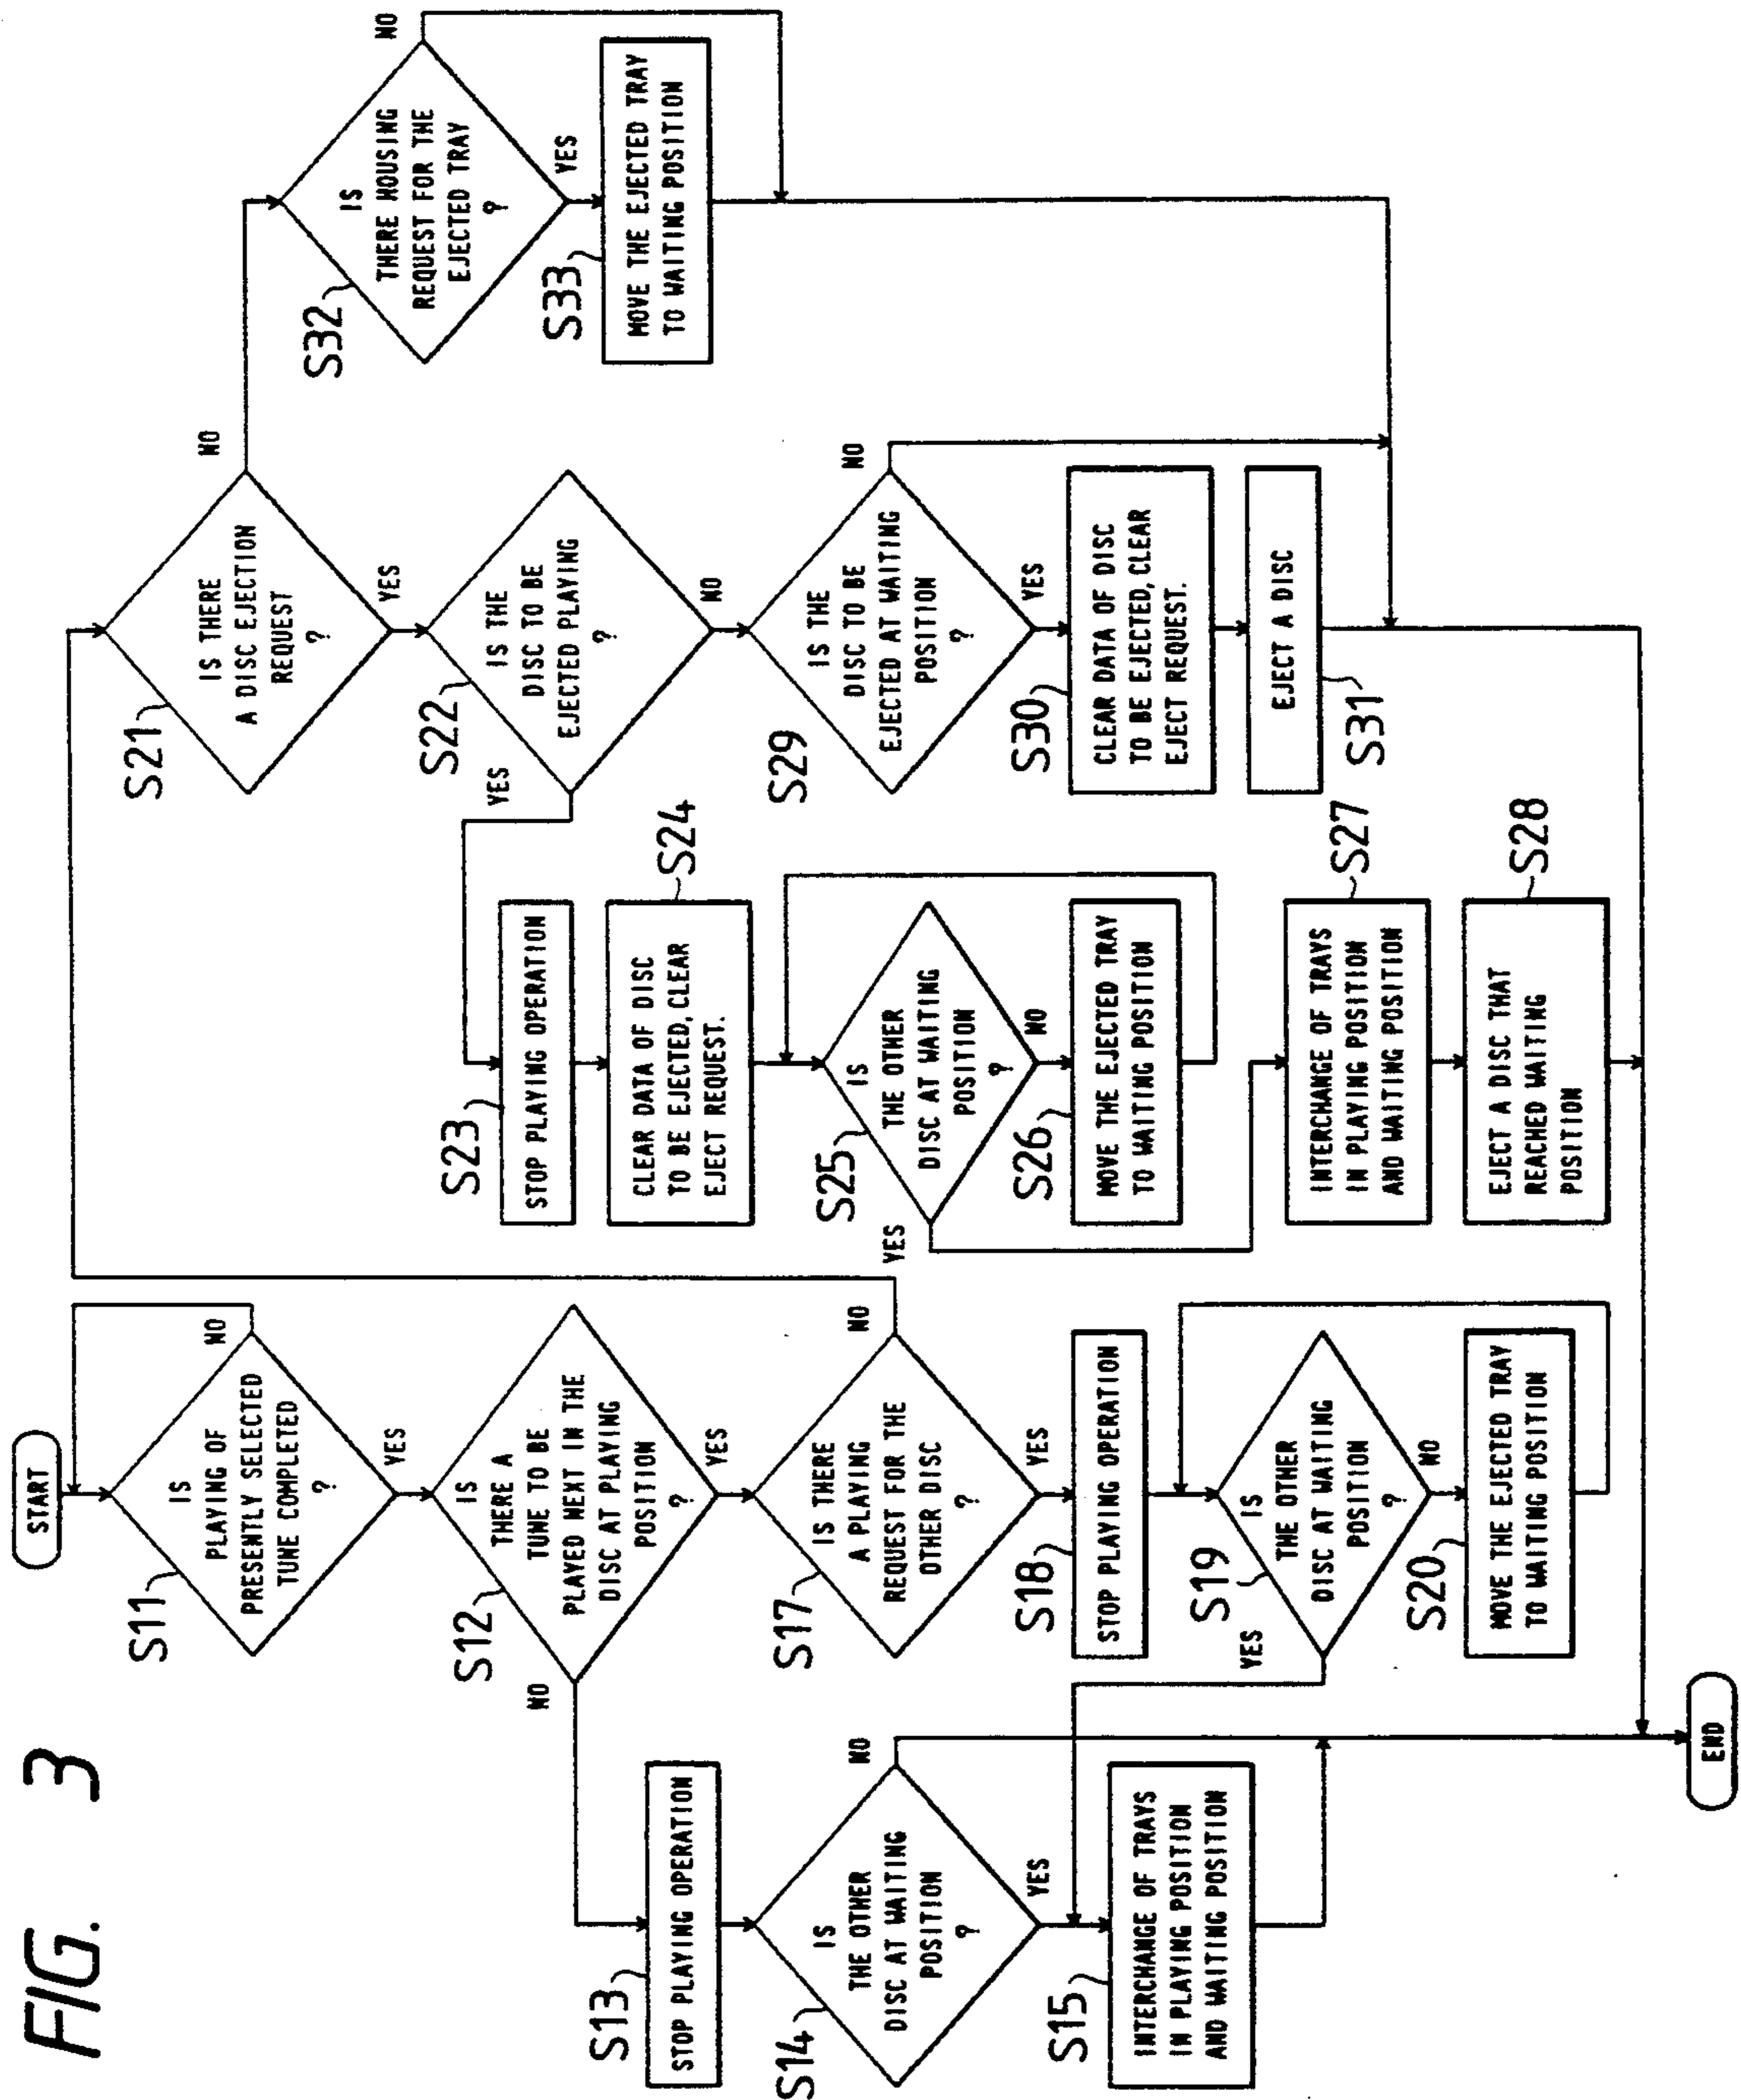 FIG. 3
START
S11
IS
PLAYING OF
PRESENTLY SELECTED
TUNE COMPLETED
?
NO
YES
S12
IS
THERE A
TUNE TO BE
PLAYED NEXT IN THE
DISC AT PLAYING
POSITION
?
NO
YES
S13
STOP PLAYING OPERATION
S14
IS
THE OTHER
DISC AT WAITING
POSITION
?
NO
YES
S15
INTERCHANGE OF TRAYS
IN PLAYING POSITION
AND WAITING POSITION
S17
IS THERE
A PLAYING
REQUEST FOR THE
OTHER DISC
?
NO
YES
S18
STOP PLAYING OPERATION
S19
IS
THE OTHER
DISC AT WAITING
POSITION
?
YES
NO
S20
MOVE THE EJECTED TRAY
TO WAITING POSITION
S21
IS THERE
A DISC EJECTION
REQUEST
?
NO
YES
S22
IS THE
DISC TO BE
EJECTED PLAYING
?
YES
NO
S23
STOP PLAYING OPERATION
S24
CLEAR DATA OF DISC
TO BE EJECTED, CLEAR
EJECT REQUEST.
S25
IS
THE OTHER
DISC AT WAITING
POSITION
?
YES
NO
S26
MOVE THE EJECTED TRAY
TO WAITING POSITION
S27
INTERCHANGE OF TRAYS
IN PLAYING POSITION
AND WAITING POSITION
S28
EJECT A DISC THAT
REACHED WAITING
POSITION
S29
IS THE
DISC TO BE
EJECTED AT WAITING
POSITION
?
NO
YES
S30
CLEAR DATA OF DISC
TO BE EJECTED, CLEAR
EJECT REQUEST.
S31
EJECT A DISC
S32
IS
THERE HOUSING
REQUEST FOR THE
EJECTED TRAY
?
NO
YES
S33
MOVE THE EJECTED TRAY
TO WAITING POSITION
END